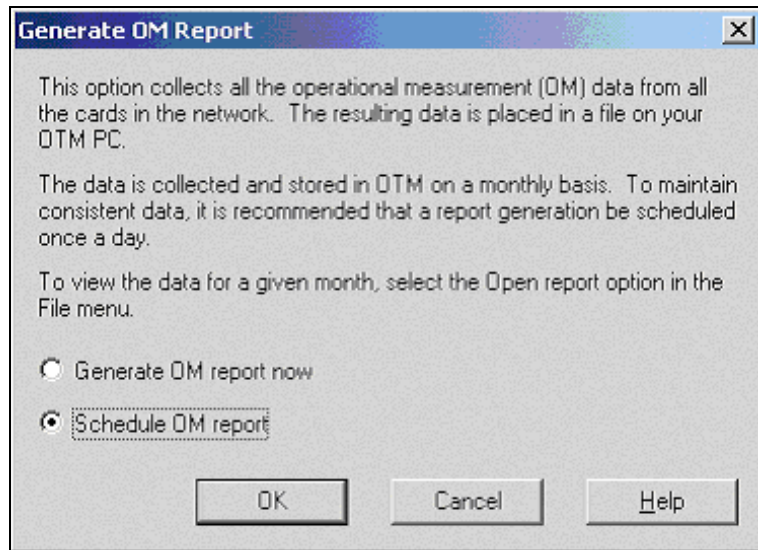 Generate OM Report
This option collects all the operational measurement (OM) data from all
the cards in the network. The resulting data is placed in a file on your
OTM PC.
The data is collected and stored in OTM on a monthly basis. To maintain
consistent data, it is recommended that a report generation be scheduled
once a day.
To view the data for a given month, select the Open report option in the
File menu.
Generate OM report now
Schedule OM report
OK Cancel Help